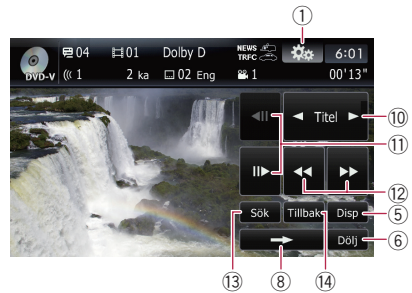 ①
04 01 Dolby D NEWS TRFC 6:01
DVD-V 1 2 ka 02 Eng 1 00'13"
Titel ⑩
⑪
⑫
Sök Tillbak Disp ⑤
Dölj ⑥
⑬ ⑧ ⑭